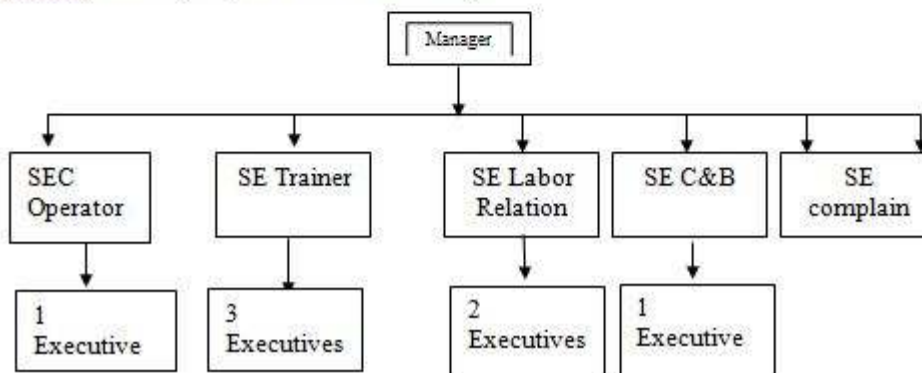 Manager
SEC
Operator
SE Trainer
SE Labor
Relation
SE C&B
SE
complain
1
Executive
3
Executives
2
Executives
1
Executive